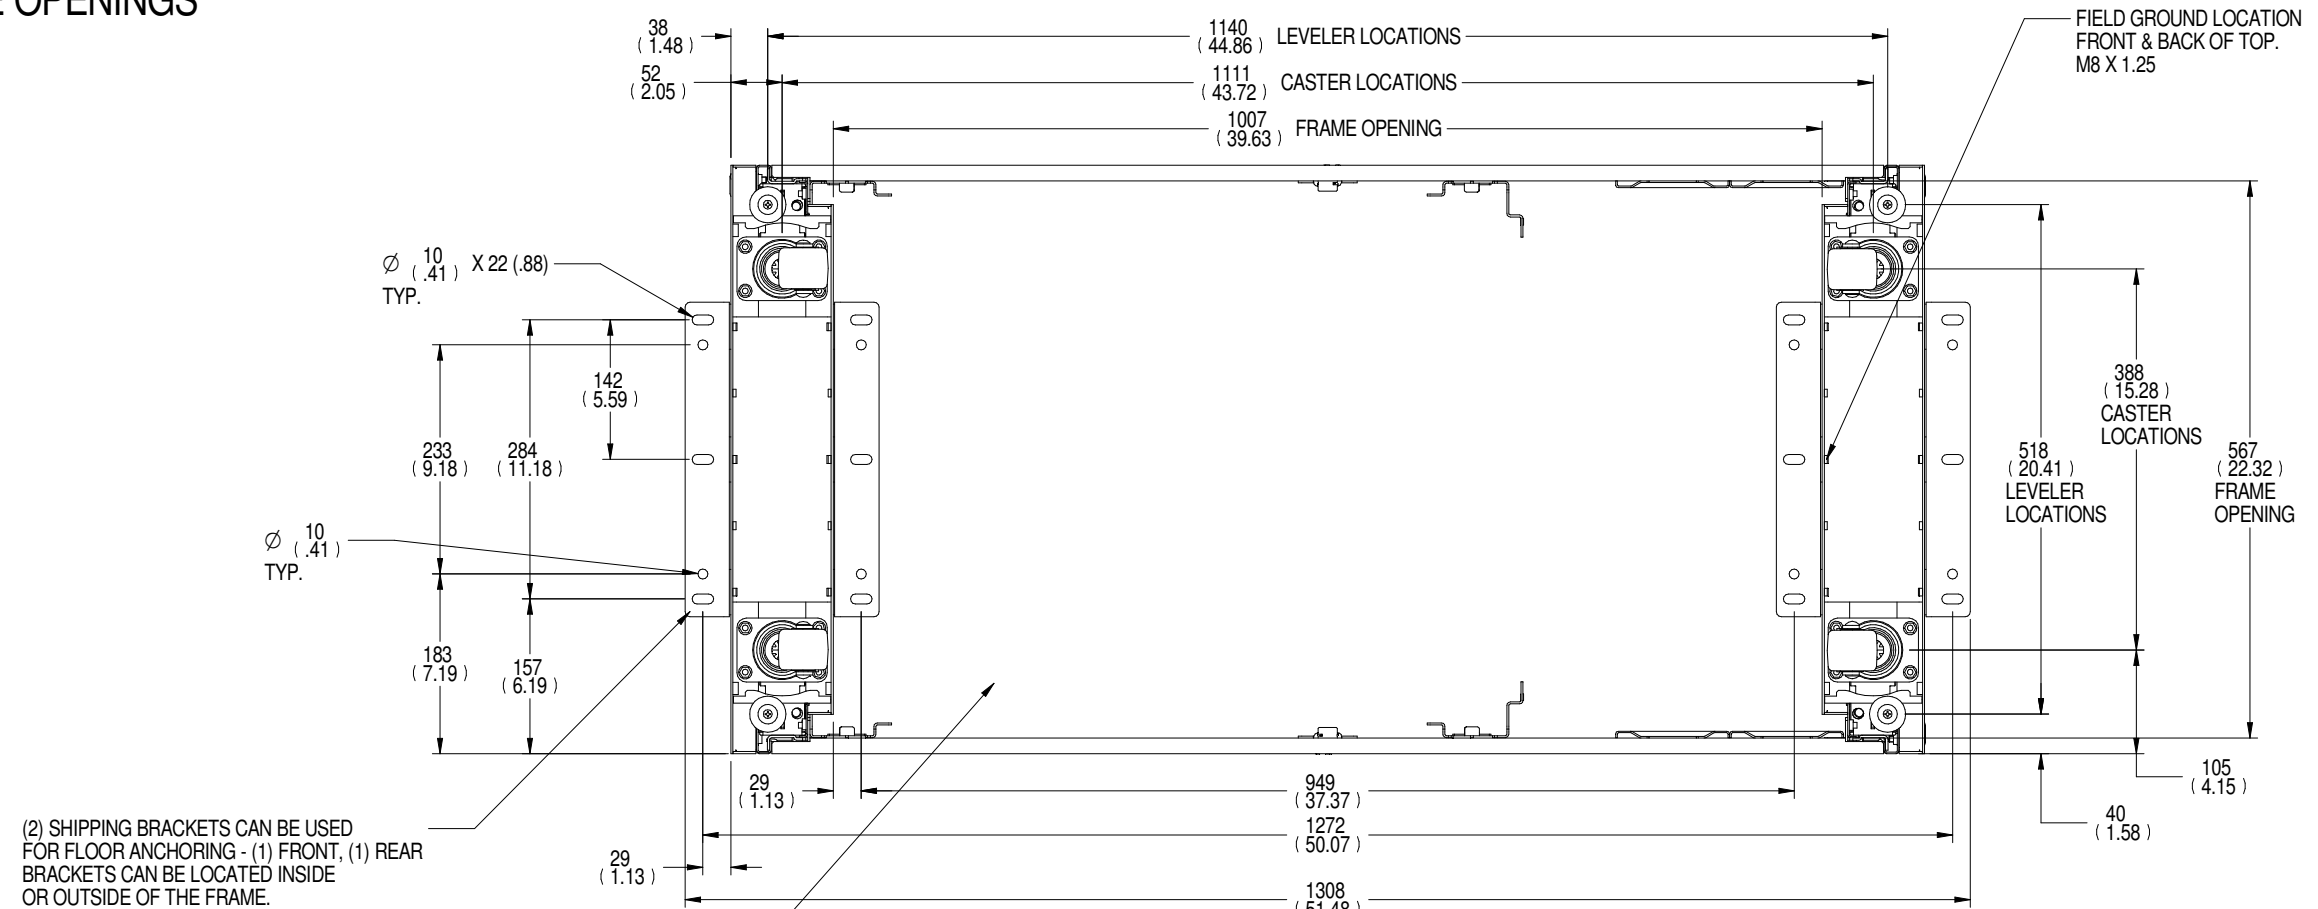 E OPENINGS
38
( 1.48 )
1140
( 44.86 )
LEVELER LOCATIONS
52
( 2.05 )
1111
( 43.72 )
CASTER LOCATIONS
1007
( 39.63 )
FRAME OPENING
FIELD GROUND LOCATION
FRONT & BACK OF TOP.
M8 X 1.25
∅ 10
( .41 )
X 22 (.88)
TYP.
142
( 5.59 )
233
( 9.18 )
284
( 11.18 )
∅ 10
( .41 )
TYP.
183
( 7.19 )
157
( 6.19 )
388
( 15.28 )
CASTER
LOCATIONS
518
( 20.41 )
LEVELER
LOCATIONS
567
( 22.32 )
FRAME
OPENING
105
( 4.15 )
40
( 1.58 )
29
( 1.13 )
949
( 37.37 )
1272
( 50.07 )
29
( 1.13 )
1308
( 51.48 )
(2) SHIPPING BRACKETS CAN BE USED
FOR FLOOR ANCHORING - (1) FRONT, (1) REAR
BRACKETS CAN BE LOCATED INSIDE
OR OUTSIDE OF THE FRAME.